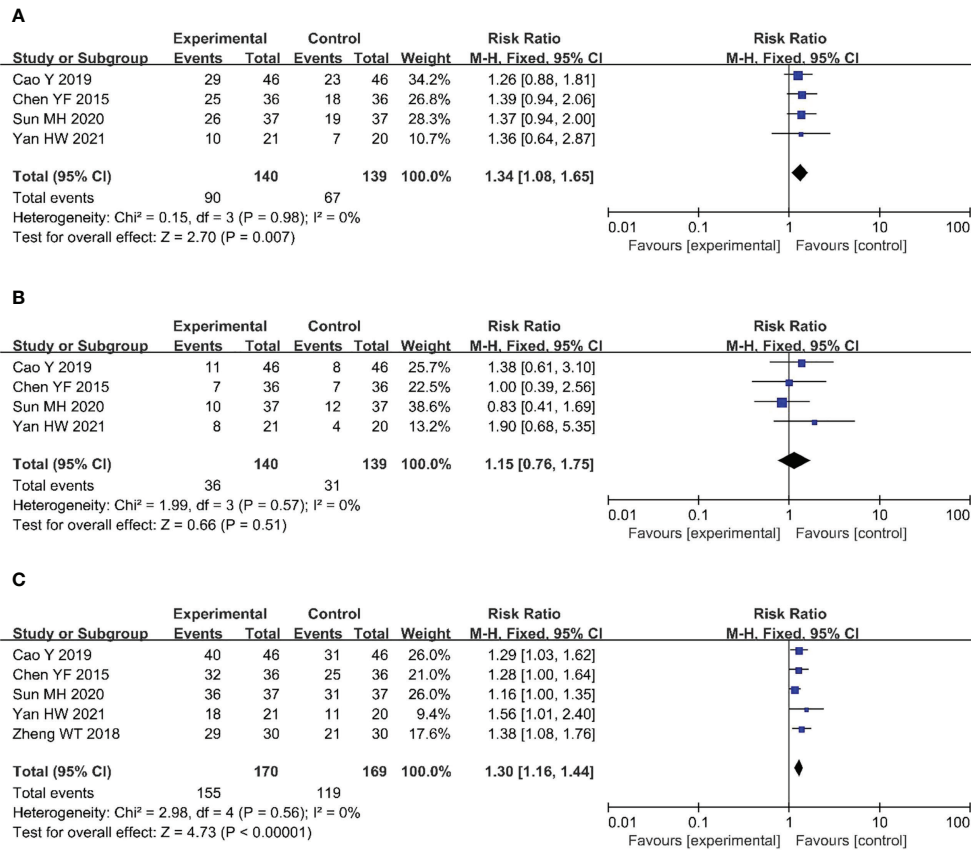 A
Experimental Control Risk Ratio Risk Ratio
Study or Subgroup Events Total Events Total Weight M-H, Fixed, 95% CI M-H, Fixed, 95% CI
Cao Y 2019 29 46 23 46 34.2% 1.26 [0.88, 1.81]
Chen YF 2015 25 36 18 36 26.8% 1.39 [0.94, 2.06]
Sun MH 2020 26 37 19 37 28.3% 1.37 [0.94, 2.00]
Yan HW 2021 10 21 7 20 10.7% 1.36 [0.64, 2.87]
Total (95% CI) 140 139 100.0% 1.34 [1.08, 1.65]
Total events 90 67
Heterogeneity: Chi² = 0.15, df = 3 (P = 0.98); I² = 0%
Test for overall effect: Z = 2.70 (P = 0.007)
0.01 0.1 1 10 100
Favours [experimental] Favours [control]
B
Experimental Control Risk Ratio Risk Ratio
Study or Subgroup Events Total Events Total Weight M-H, Fixed, 95% CI M-H, Fixed, 95% CI
Cao Y 2019 11 46 8 46 25.7% 1.38 [0.61, 3.10]
Chen YF 2015 7 36 7 36 22.5% 1.00 [0.39, 2.56]
Sun MH 2020 10 37 12 37 38.6% 0.83 [0.41, 1.69]
Yan HW 2021 8 21 4 20 13.2% 1.90 [0.68, 5.35]
Total (95% CI) 140 139 100.0% 1.15 [0.76, 1.75]
Total events 36 31
Heterogeneity: Chi² = 1.99, df = 3 (P = 0.57); I² = 0%
Test for overall effect: Z = 0.66 (P = 0.51)
0.01 0.1 1 10 100
Favours [experimental] Favours [control]
C
Experimental Control Risk Ratio Risk Ratio
Study or Subgroup Events Total Events Total Weight M-H, Fixed, 95% CI M-H, Fixed, 95% CI
Cao Y 2019 40 46 31 46 26.0% 1.29 [1.03, 1.62]
Chen YF 2015 32 36 25 36 21.0% 1.28 [1.00, 1.64]
Sun MH 2020 36 37 31 37 26.0% 1.16 [1.00, 1.35]
Yan HW 2021 18 21 11 20 9.4% 1.56 [1.01, 2.40]
Zheng WT 2018 29 30 21 30 17.6% 1.38 [1.08, 1.76]
Total (95% CI) 170 169 100.0% 1.30 [1.16, 1.44]
Total events 155 119
Heterogeneity: Chi² = 2.98, df = 4 (P = 0.56); I² = 0%
Test for overall effect: Z = 4.73 (P < 0.00001)
0.01 0.1 1 10 100
Favours [experimental] Favours [control]